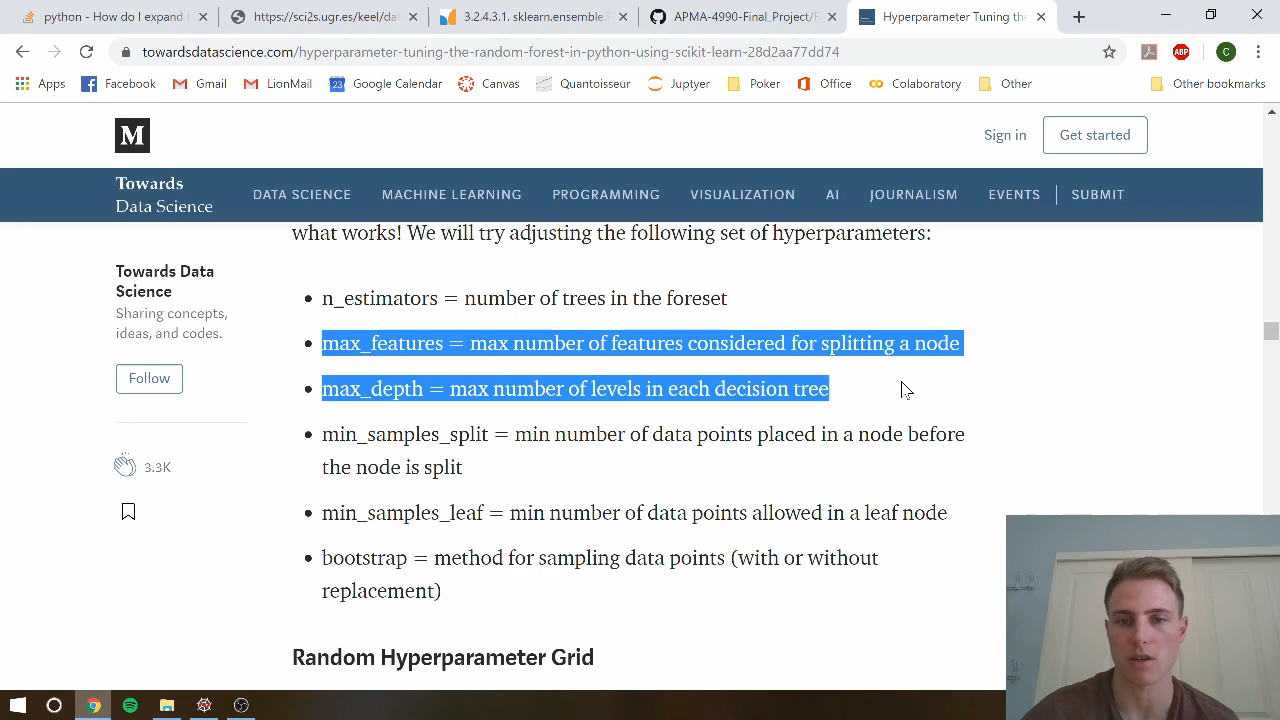 python - How do I expand t
https://sci2s.ugr.es/keel/dat
3.2.4.3.1. sklearn.ensemble.
APMA-4990-Final_Project/F
Hyperparameter Tuning the
towardsdatascience.com/hyperparameter-tuning-the-random-forest-in-python-using-scikit-learn-28d2aa77dd74
ABP
C
Apps
Facebook
Gmail
LionMail
23
Google Calendar
Canvas
Quantoisseur
Juptyer
Poker
Office
Colaboratory
Other
Other bookmarks
M
Sign in
Get started
Towards
Data Science
DATA SCIENCE
MACHINE LEARNING
PROGRAMMING
VISUALIZATION
AI
JOURNALISM
EVENTS
SUBMIT
what works! We will try adjusting the following set of hyperparameters:
Towards Data
Science
Sharing concepts,
ideas, and codes.
Follow
3.3K
n_estimators = number of trees in the foreset
max_features = max number of features considered for splitting a node
max_depth = max number of levels in each decision tree
min_samples_split = min number of data points placed in a node before
the node is split
min_samples_leaf = min number of data points allowed in a leaf node
bootstrap = method for sampling data points (with or without
replacement)
Random Hyperparameter Grid